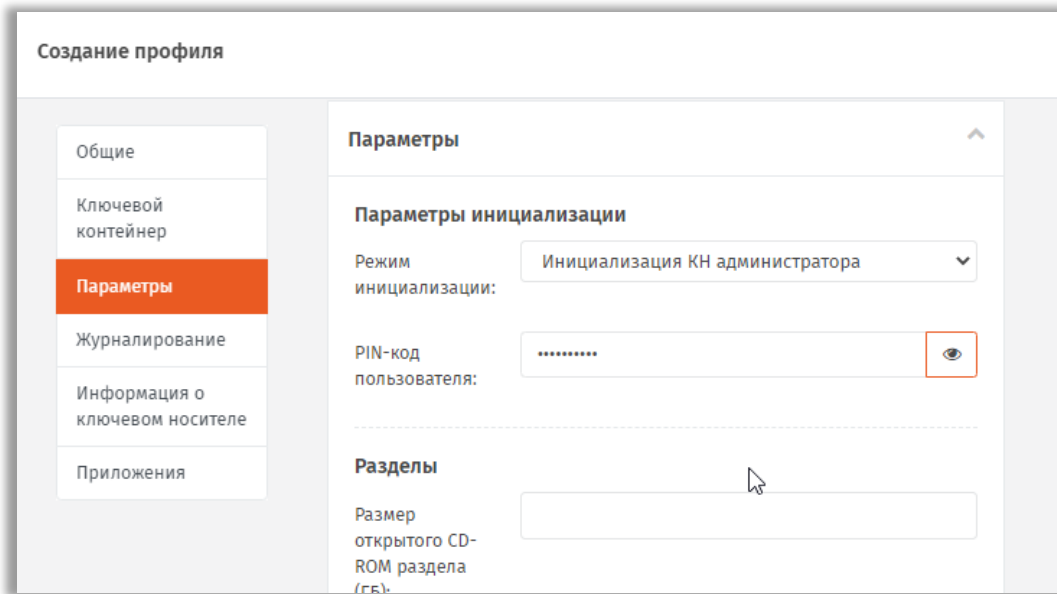 Создание профиля
Общие
Ключевой
контейнер
Параметры
Журналирование
Информация о
ключевом носителе
Приложения
Параметры
Параметры инициализации
Режим
инициализации:
Инициализация КН администратора
PIN-код
пользователя:
••••••••••
Разделы
Размер
открытого CD-
ROM раздела
(ГБ):